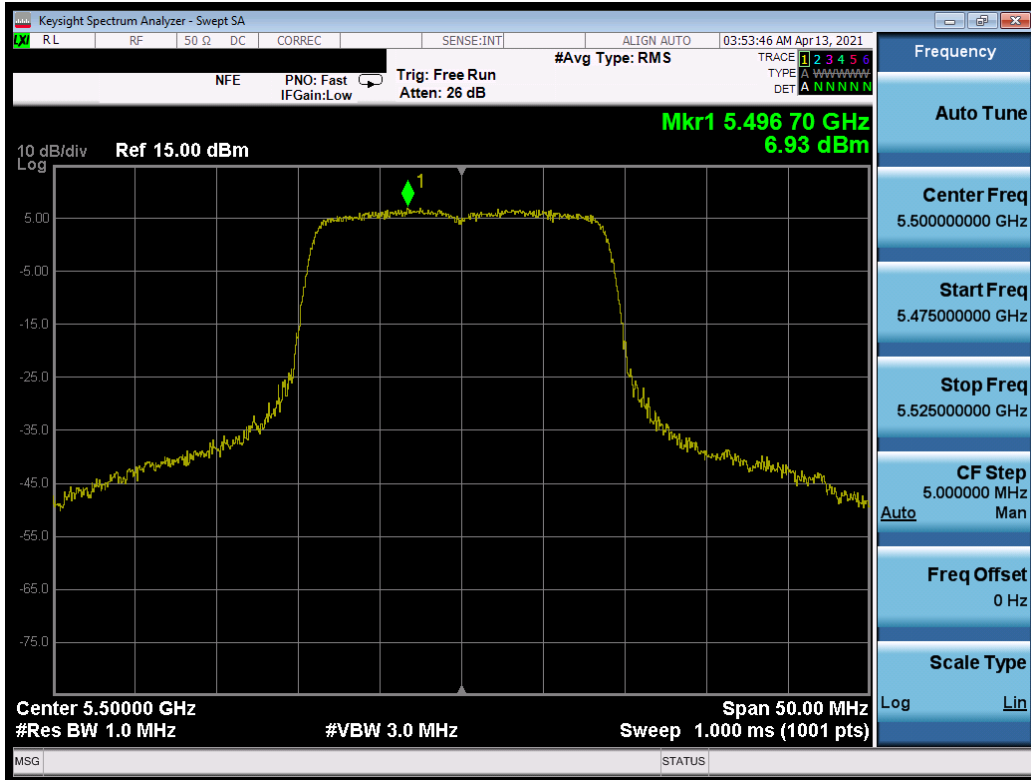 Keysight Spectrum Analyzer - Swept SA
LXI RL RF 50 Ω DC CORREC SENSE:INT ALIGN AUTO 03:53:46 AM Apr 13, 2021
NFE PNO: Fast IFGain:Low Trig: Free Run Atten: 26 dB #Avg Type: RMS
TRACE 1 2 3 4 5 6
TYPE A WWWWW
DET A N N N N N
Mkr1 5.496 70 GHz
6.93 dBm
10 dB/div Ref 15.00 dBm
Log
1
5.00
-5.00
-15.0
-25.0
-35.0
-45.0
-55.0
-65.0
-75.0
Center 5.50000 GHz Span 50.00 MHz
#Res BW 1.0 MHz #VBW 3.0 MHz Sweep 1.000 ms (1001 pts)
MSG STATUS
Frequency
Auto Tune
Center Freq
5.500000000 GHz
Start Freq
5.475000000 GHz
Stop Freq
5.525000000 GHz
CF Step
5.000000 MHz
Auto Man
Freq Offset
0 Hz
Scale Type
Log Lin